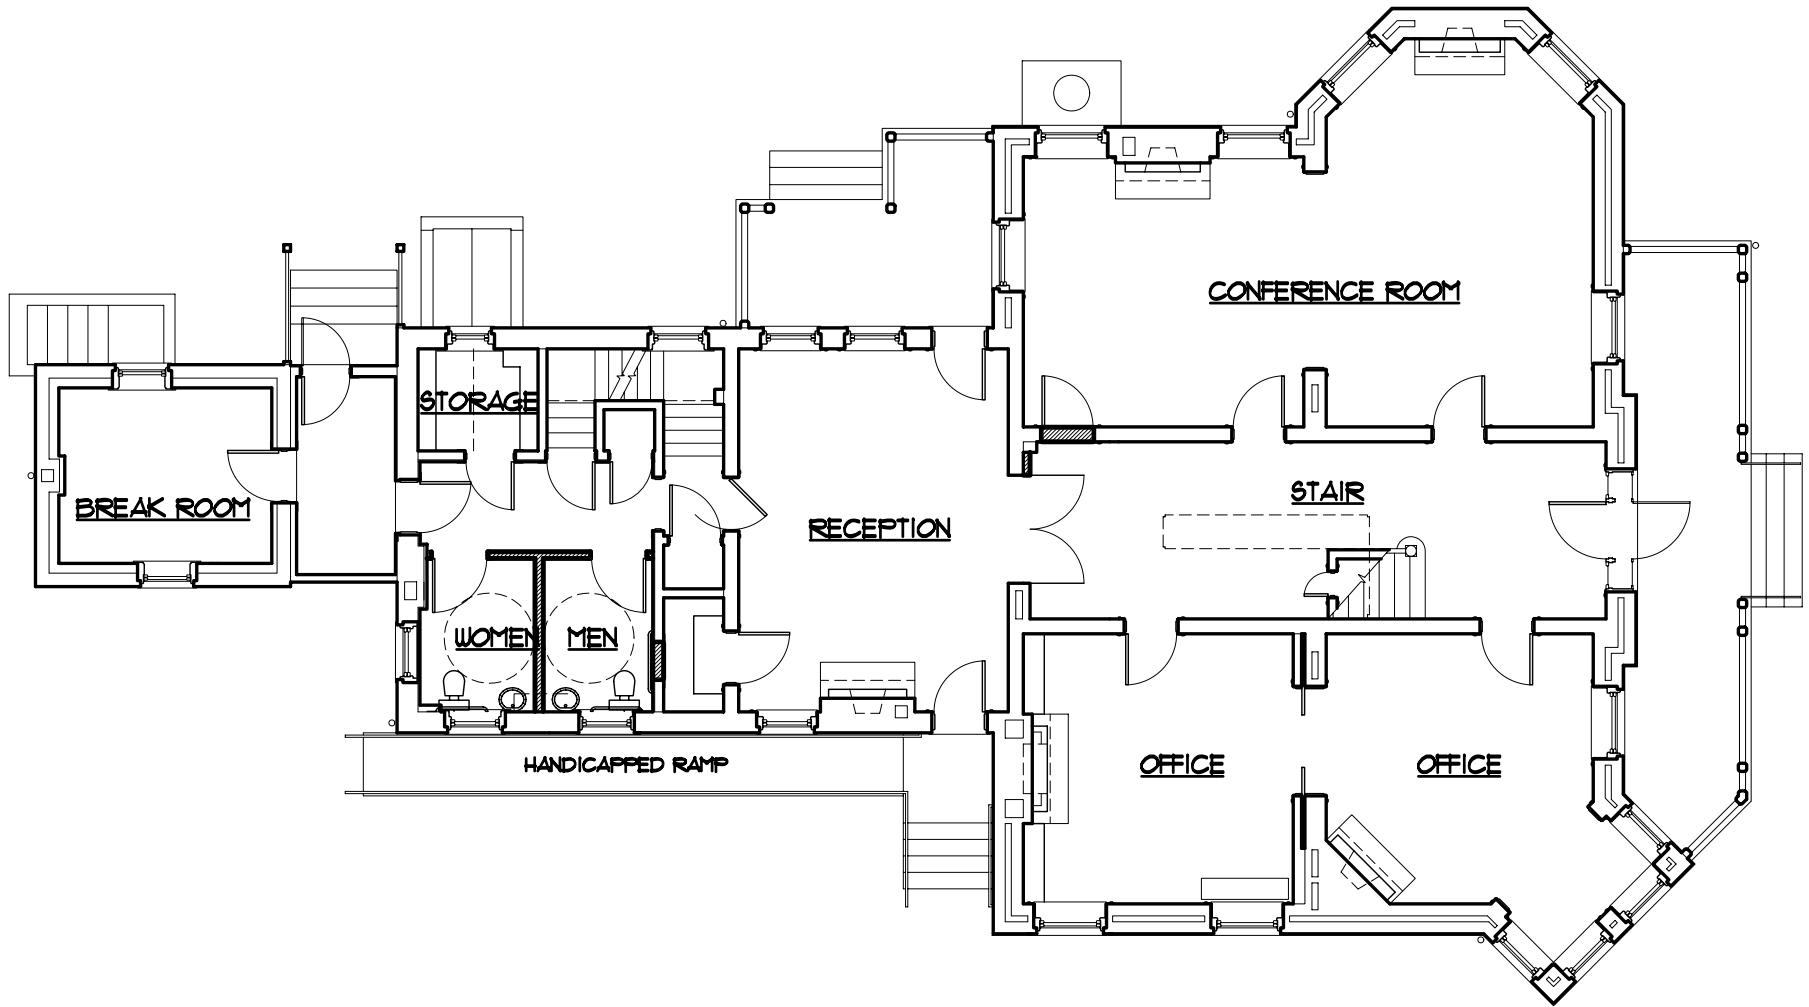 CONFERENCE ROOM
STORAGE
BREAK ROOM
STAIR
RECEPTION
WOMEN
MEN
HANDICAPPED RAMP
OFFICE
OFFICE